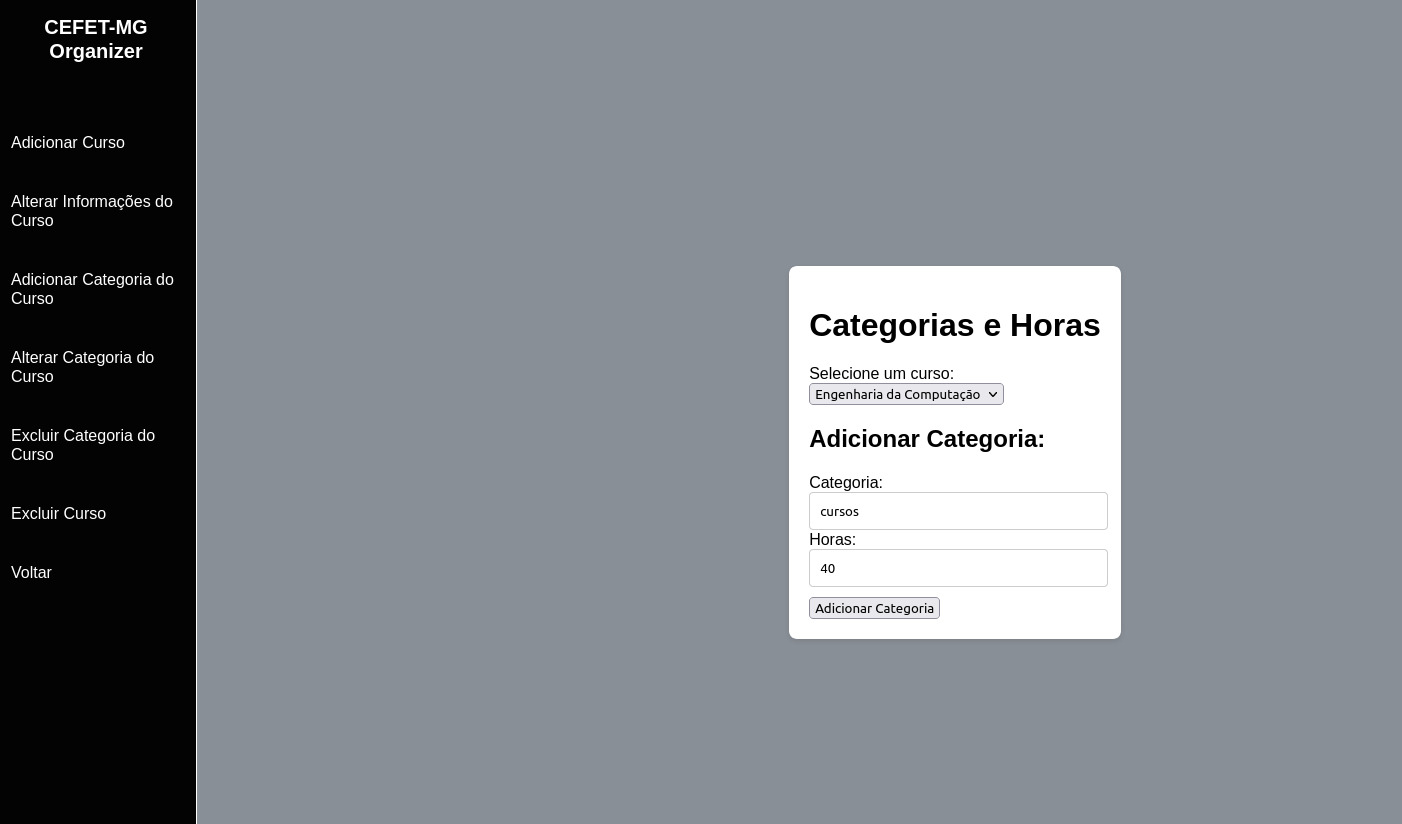 CEFET-MG
Organizer
Adicionar Curso
Alterar Informações do
Curso
Adicionar Categoria do
Curso
Alterar Categoria do
Curso
Excluir Categoria do
Curso
Excluir Curso
Voltar
Categorias e Horas
Selecione um curso:
Engenharia da Computação
Adicionar Categoria:
Categoria:
cursos
Horas:
40
Adicionar Categoria